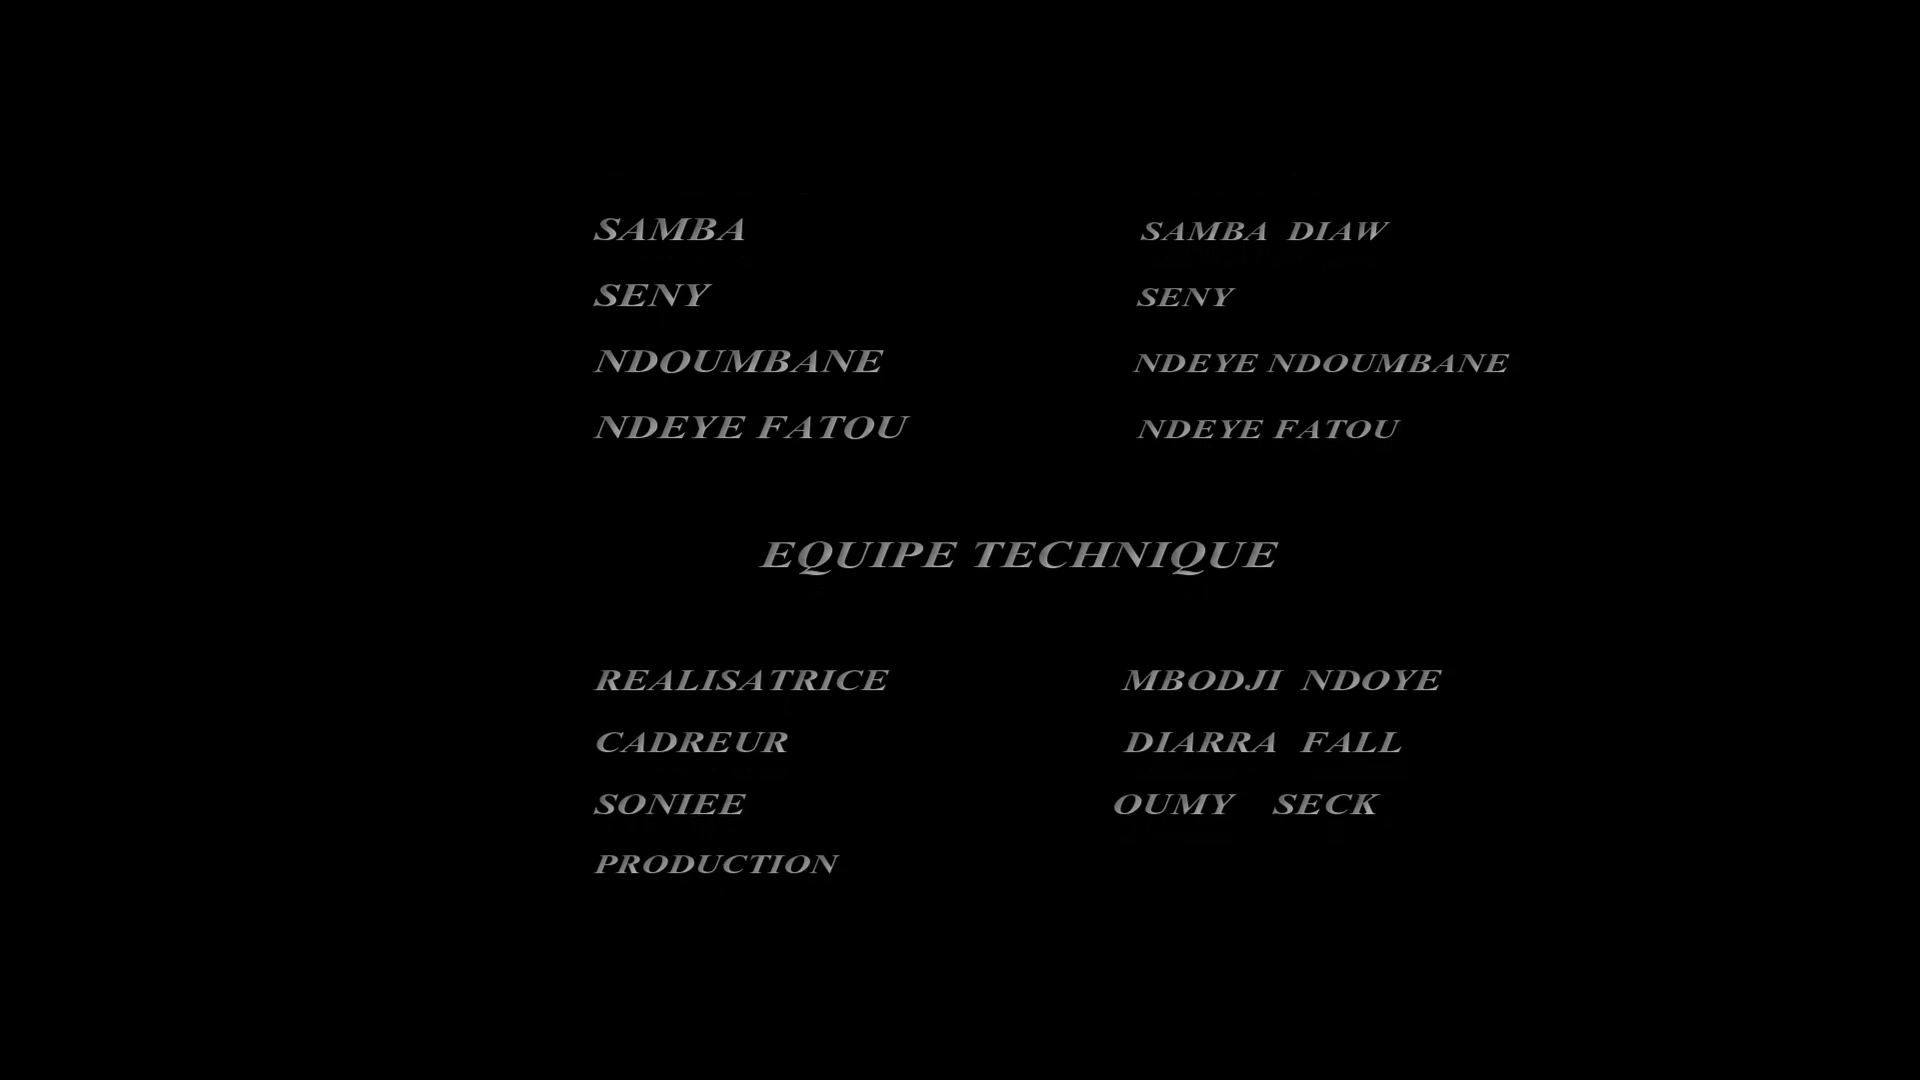 SAMBA SAMBA DIAW
SENY SENY
NDOUMBANE NDEYE NDOUMBANE
NDEYE FATOU NDEYE FATOU
EQUIPE TECHNIQUE
REALISATRICE MBODJI NDOYE
CADREUR DIARRA FALL
SONIEE OUMY SECK
PRODUCTION